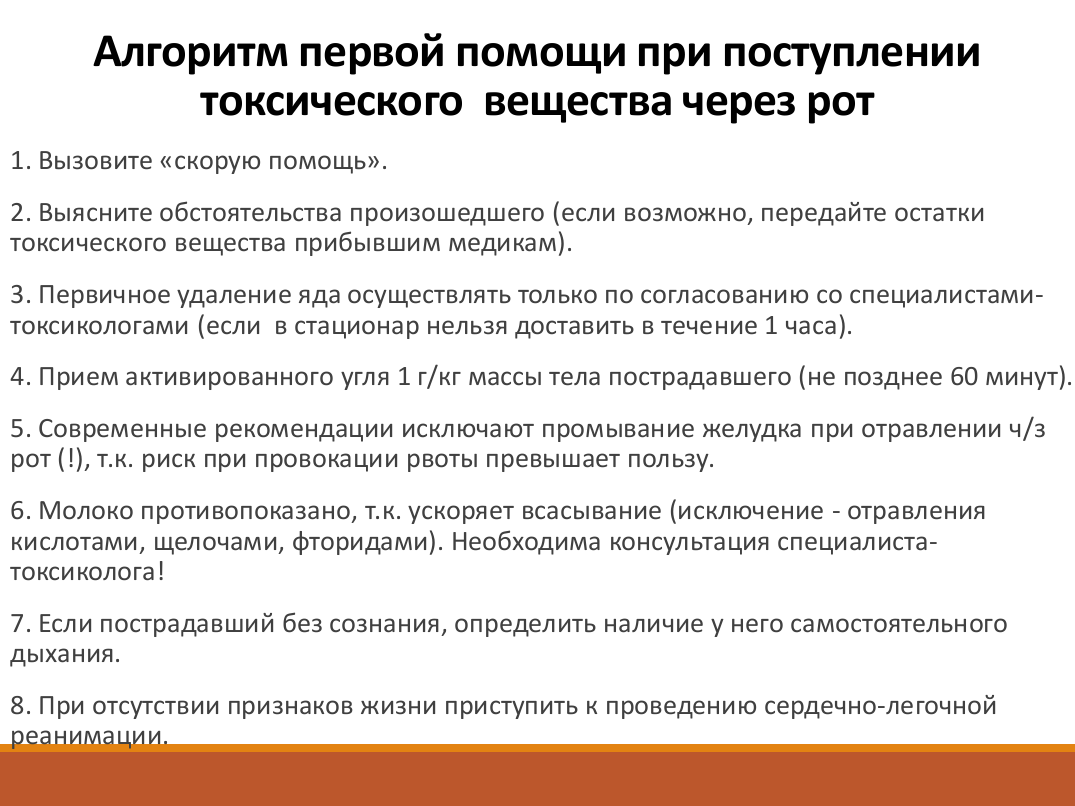 Алгоритм первой помощи при поступлении
токсического  вещества через рот
1. Вызовите «скорую помощь».
2. Выясните обстоятельства произошедшего (если возможно, передайте остатки
токсического вещества прибывшим медикам).
3. Первичное удаление яда осуществлять только по согласованию со специалистами-
токсикологами (если  в стационар нельзя доставить в течение 1 часа).
4. Прием активированного угля 1 г/кг массы тела пострадавшего (не позднее 60 минут).
5. Современные рекомендации исключают промывание желудка при отравлении ч/з
рот (!), т.к. риск при провокации рвоты превышает пользу.
6. Молоко противопоказано, т.к. ускоряет всасывание (исключение - отравления
кислотами, щелочами, фторидами). Необходима консультация специалиста-
токсиколога!
7. Если пострадавший без сознания, определить наличие у него самостоятельного
дыхания.
8. При отсутствии признаков жизни приступить к проведению сердечно-легочной
реанимации.